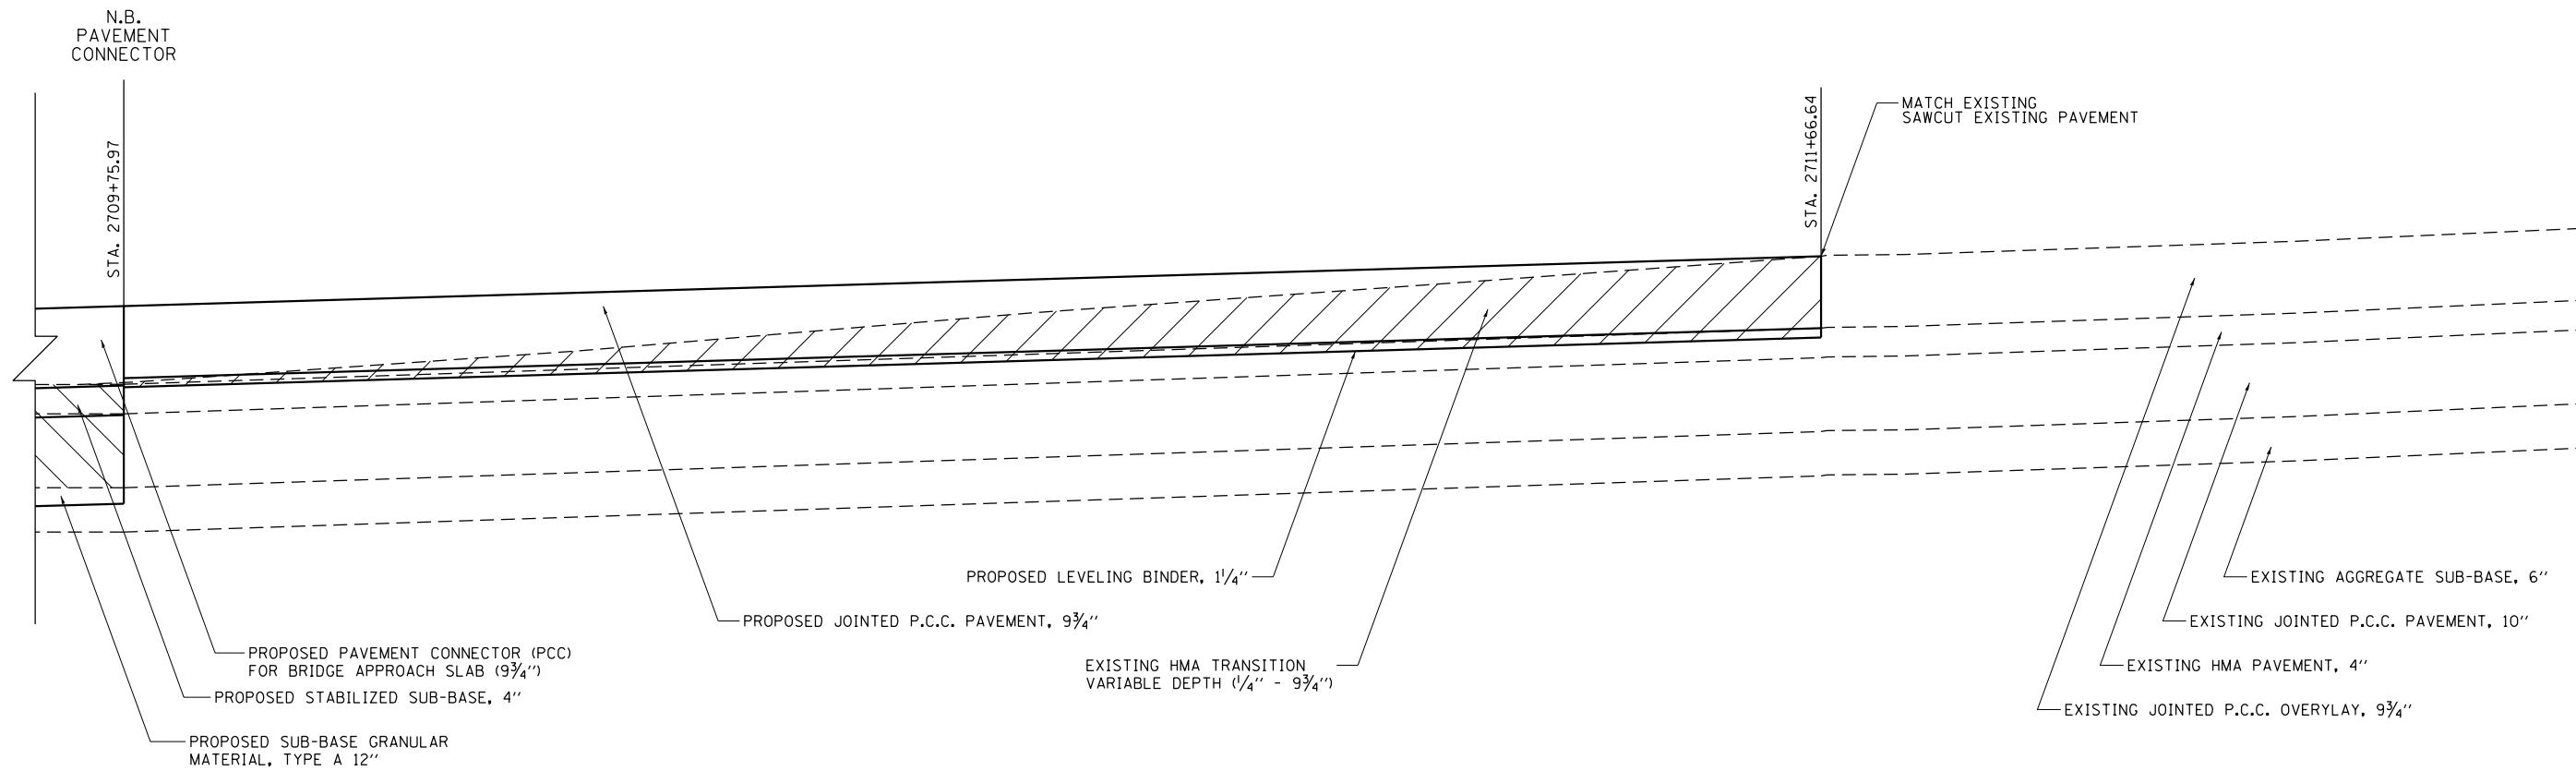 N.B.
PAVEMENT
CONNECTOR
STA. 2709+75.97
STA. 2711+66.64
MATCH EXISTING
SAWCUT EXISTING PAVEMENT
PROPOSED LEVELING BINDER, 1¼''
PROPOSED JOINTED P.C.C. PAVEMENT, 9¾''
PROPOSED PAVEMENT CONNECTOR (PCC)
FOR BRIDGE APPROACH SLAB (9¾'')
PROPOSED STABILIZED SUB-BASE, 4''
PROPOSED SUB-BASE GRANULAR
MATERIAL, TYPE A 12''
EXISTING HMA TRANSITION
VARIABLE DEPTH (¼'' - 9¾'')
EXISTING AGGREGATE SUB-BASE, 6''
EXISTING JOINTED P.C.C. PAVEMENT, 10''
EXISTING HMA PAVEMENT, 4''
EXISTING JOINTED P.C.C. OVERYLAY, 9¾''